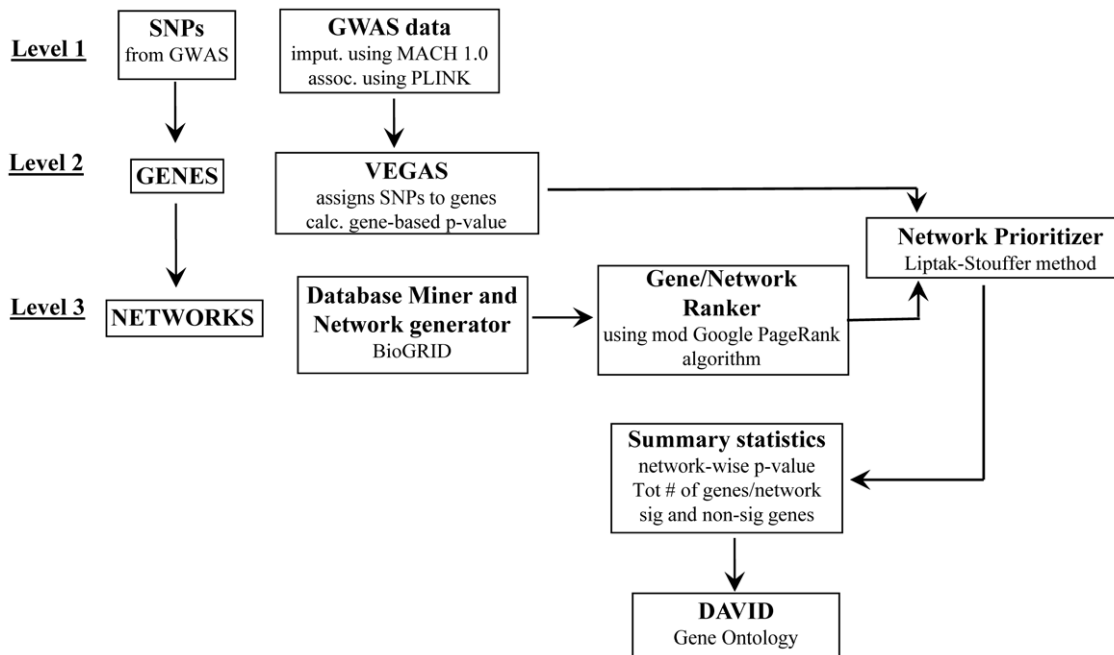 Level 1
SNPs
from GWAS
GWAS data
imput. using MACH 1.0
assoc. using PLINK
Level 2
GENES
VEGAS
assigns SNPs to genes
calc. gene-based p-value
Network Prioritizer
Liptak-Stouffer method
Level 3
NETWORKS
Database Miner and
Network generator
BioGRID
Gene/Network
Ranker
using mod Google PageRank
algorithm
Summary statistics
network-wise p-value
Tot # of genes/network
sig and non-sig genes
DAVID
Gene Ontology